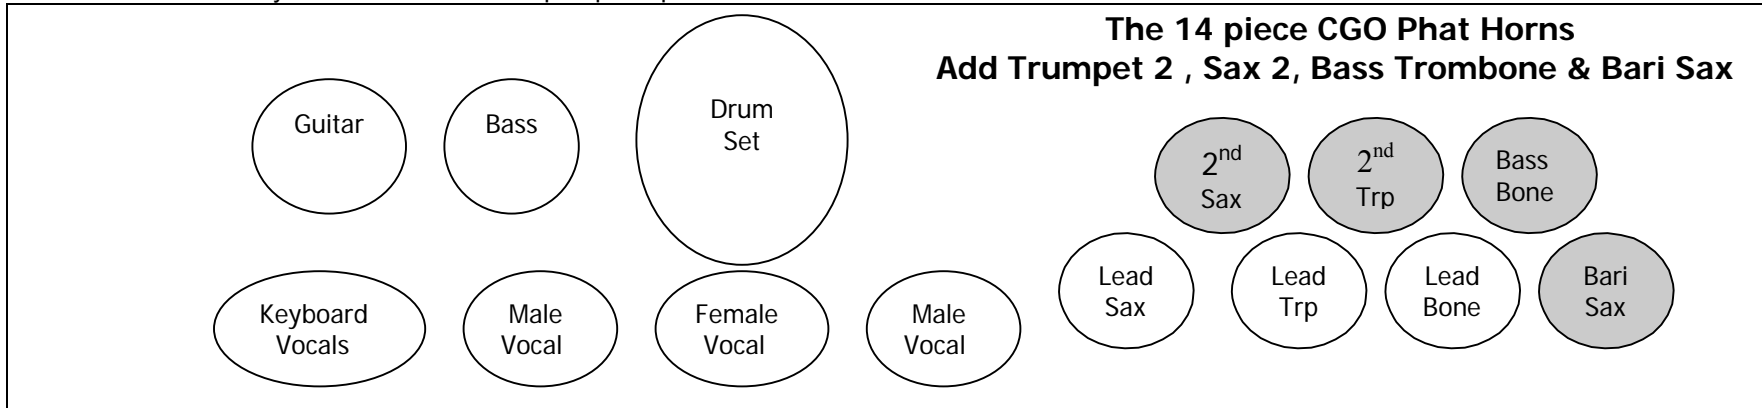 The 14 piece CGO Phat Horns
Add Trumpet 2 , Sax 2, Bass Trombone & Bari Sax
Guitar
Bass
Drum
Set
2nd
Sax
2nd
Trp
Bass
Bone
Lead
Sax
Lead
Trp
Lead
Bone
Bari
Sax
Keyboard
Vocals
Male
Vocal
Female
Vocal
Male
Vocal